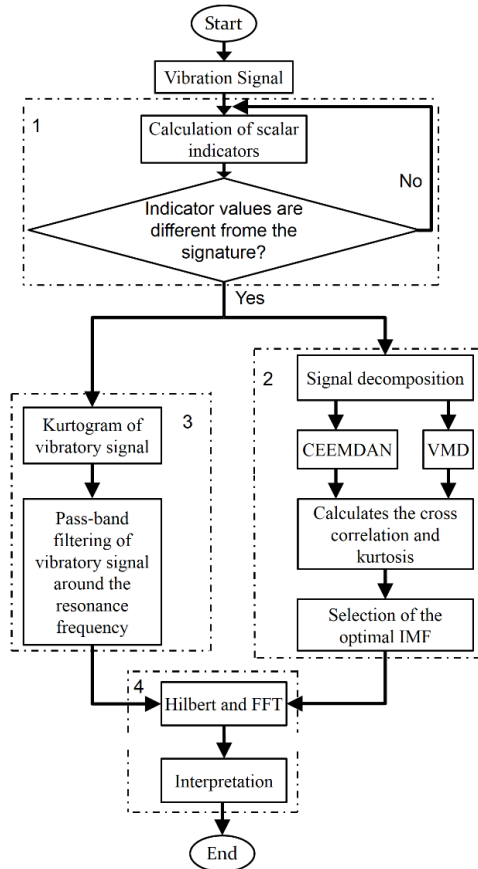 Start
Vibration Signal
1
Calculation of scalar
indicators
No
Indicator values are
different frome the
signature?
Yes
2
Signal decomposition
CEEMDAN
VMD
Calculates the cross
correlation and
kurtosis
Selection of the
optimal IMF
3
Kurtogram of
vibratory signal
Pass-band
filtering of
vibratory signal
around the
resonance
frequency
4
Hilbert and FFT
Interpretation
End